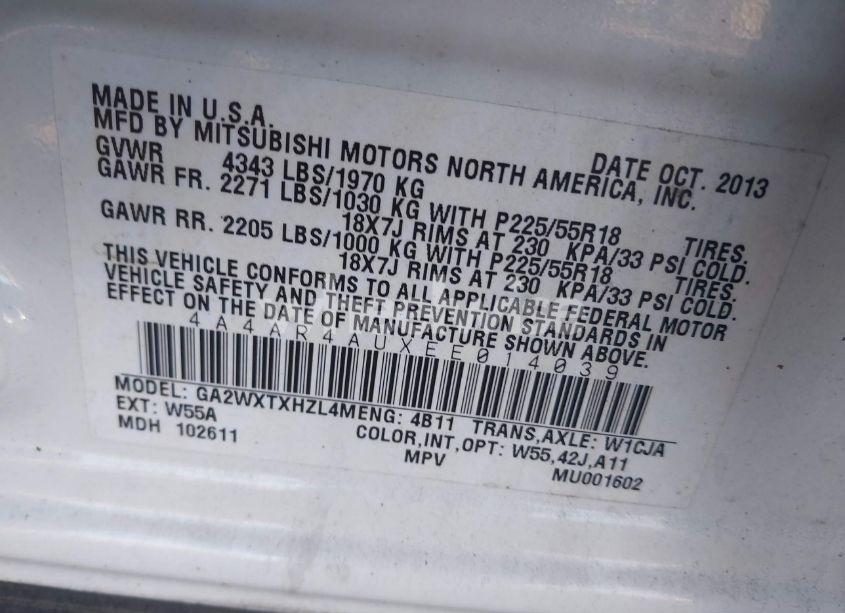 MADE IN U.S.A.
DATE OCT. 2013
MFD BY MITSUBISHI MOTORS NORTH AMERICA, INC.
GVWR 4343 LBS/1970 KG
GAWR FR. 2271 LBS/1030 KG WITH P225/55R18 TIRES.
18X7J RIMS AT 230 KPA/33 PSI COLD.
GAWR RR. 2205 LBS/1000 KG WITH P225/55R18 TIRES.
18X7J RIMS AT 230 KPA/33 PSI COLD.
THIS VEHICLE CONFORMS TO ALL APPLICABLE FEDERAL MOTOR
VEHICLE SAFETY AND THEFT PREVENTION STANDARDS IN
EFFECT ON THE DATE OF MANUFACTURE SHOWN ABOVE.
4A4AR4AUXEE014039
MODEL: GA2WXTXHZL4M ENG: 4B11 TRANS,AXLE: W1CJA
EXT: W55A COLOR,INT,OPT: W55,42J,A11
MDH 102611 MPV MU001602